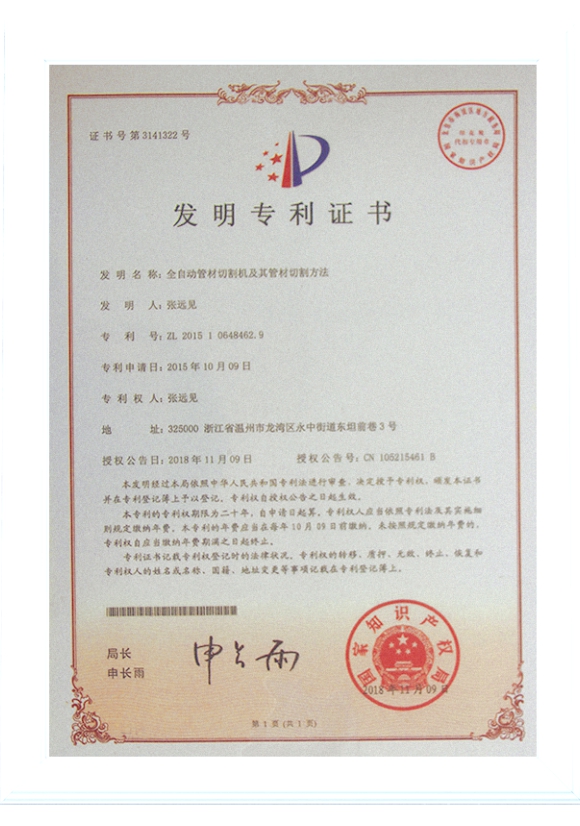 证书号第3141322号
发明专利证书
发 明 名 称：全自动管材切割机及其管材切割方法
发 明 人：张远见
专 利 号：ZL 2015 1 0648462.9
专利申请日：2015年10月09日
专 利 权 人：张远见
地 址：325000 浙江省温州市龙湾区永中街道东垟前巷3号
授权公告日：2018年11月09日 授权公告号：CN 105215461 B
本发明经过本局依照中华人民共和国专利法进行审查，决定授予专利权，颁发本证书
并在专利登记簿上予以登记。专利权自授权公告之日起生效。
本专利的专利权期限为二十年，自申请日起算。专利权人应当依照专利法及其实施细
则规定缴纳年费。本专利的年费应当在每年10月09日前缴纳。未按照规定缴纳年费的，
专利权自应当缴纳年费期满之日起终止。
专利证书记载专利权登记时的法律状况。专利权的转移、质押、无效、终止、恢复和
专利权人的姓名或名称、国籍、地址变更等事项记载在专利登记簿上。
局长
申长雨
申长雨
国家知识产权局
2018年11月09日
第 1 页 (共 1 页)